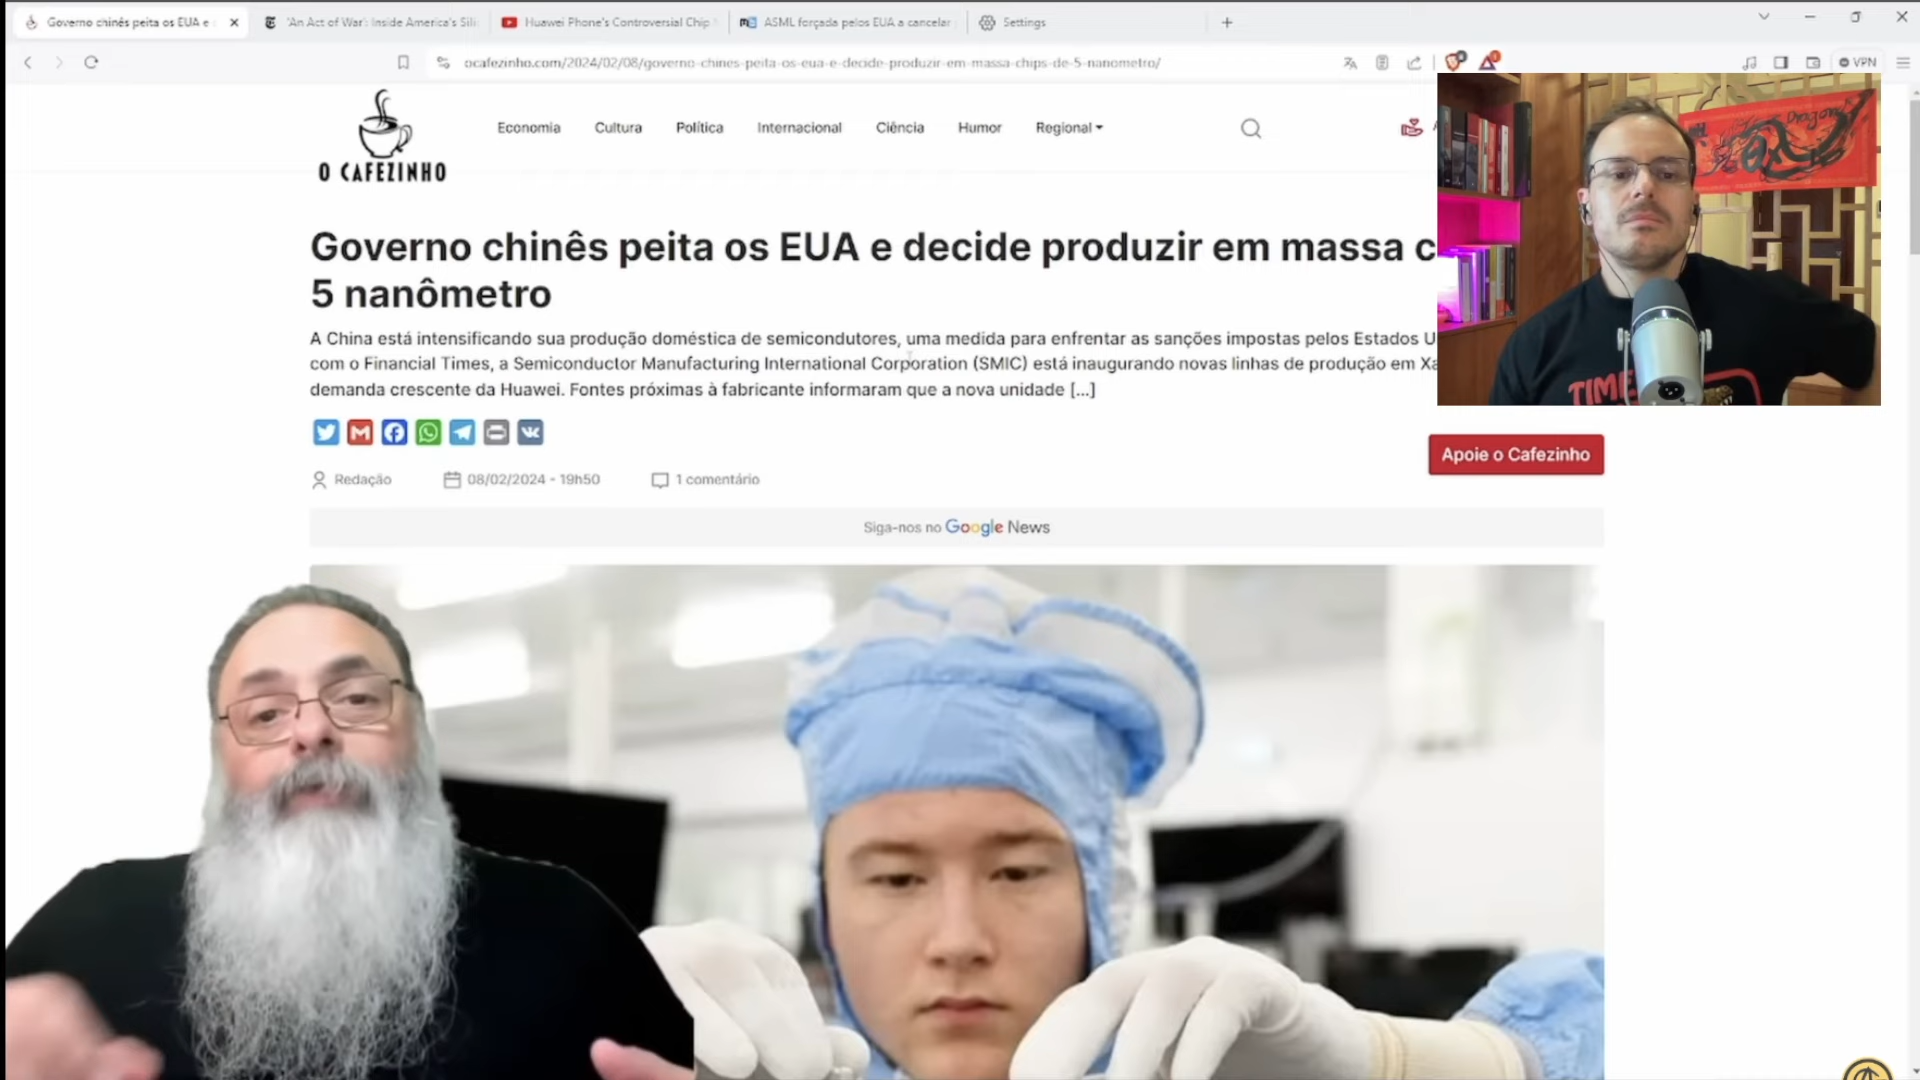 Governo chinês peita os EUA e
'An Act of War': Inside America's Sili
Huawei Phone's Controversial Chip
ASML forçada pelos EUA a cancelar
Settings
ocafezinho.com/2024/02/08/governo-chines-peita-os-eua-e-decide-produzir-em-massa-chips-de-5-nanometro/
VPN
O CAFEZINHO
Economia
Cultura
Política
Internacional
Ciência
Humor
Regional
Dragon
Governo chinês peita os EUA e decide produzir em massa c
5 nanômetro
A China está intensificando sua produção doméstica de semicondutores, uma medida para enfrentar as sanções impostas pelos Estados U
com o Financial Times, a Semiconductor Manufacturing International Corporation (SMIC) está inaugurando novas linhas de produção em Xa
demanda crescente da Huawei. Fontes próximas à fabricante informaram que a nova unidade [...]
TIME
Apoie o Cafezinho
Redação
08/02/2024 - 19h50
1 comentário
Siga-nos no Google News